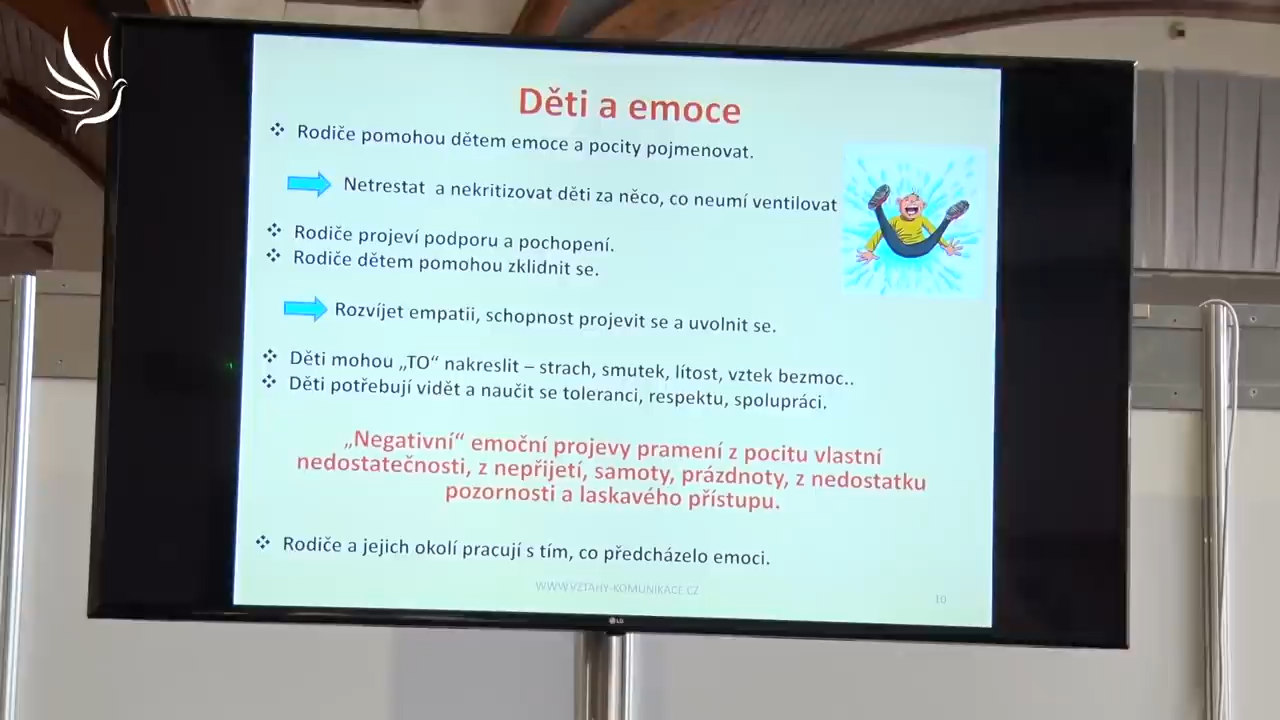 Děti a emoce
Rodiče pomohou dětem emoce a pocity pojmenovat.
Netrestat a nekritizovat děti za něco, co neumí ventilovat
Rodiče projeví podporu a pochopení.
Rodiče dětem pomohou zklidnit se.
Rozvíjet empatii, schopnost projevit se a uvolnit se.
Děti mohou „TO“ nakreslit – strach, smutek, lítost, vztek bezmoc..
Děti potřebují vidět a naučit se toleranci, respektu, spolupráci.
„Negativní“ emoční projevy pramení z pocitu vlastní
nedostatečnosti, z nepřijetí, samoty, prázdnoty, z nedostatku
pozornosti a laskavého přístupu.
Rodiče a jejich okolí pracují s tím, co předcházelo emoci.
WWW.VZTAHY-KOMUNIKACE.CZ
10
LG